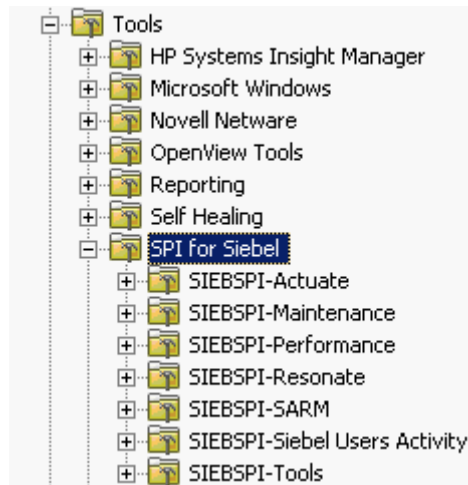 Tools
HP Systems Insight Manager
Microsoft Windows
Novell Netware
OpenView Tools
Reporting
Self Healing
SPI for Siebel
SIEBSPI-Actuate
SIEBSPI-Maintenance
SIEBSPI-Performance
SIEBSPI-Resonate
SIEBSPI-SARM
SIEBSPI-Siebel Users Activity
SIEBSPI-Tools